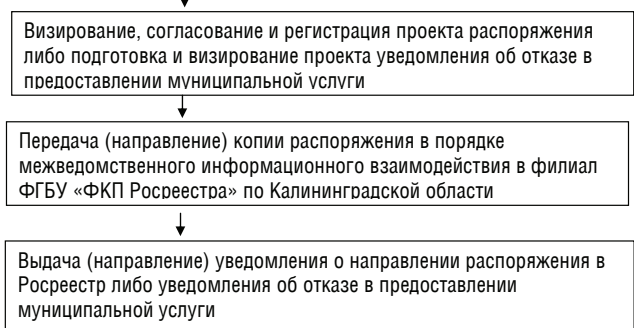 Визирование, согласование и регистрация проекта распоряжения
либо подготовка и визирование проекта уведомления об отказе в
предоставлении муниципальной услуги
Передача (направление) копии распоряжения в порядке
межведомственного информационного взаимодействия в филиал
ФГБУ «ФКП Росреестра» по Калининградской области
Выдача (направление) уведомления о направлении распоряжения в
Росреестр либо уведомления об отказе в предоставлении
муниципальной услуги